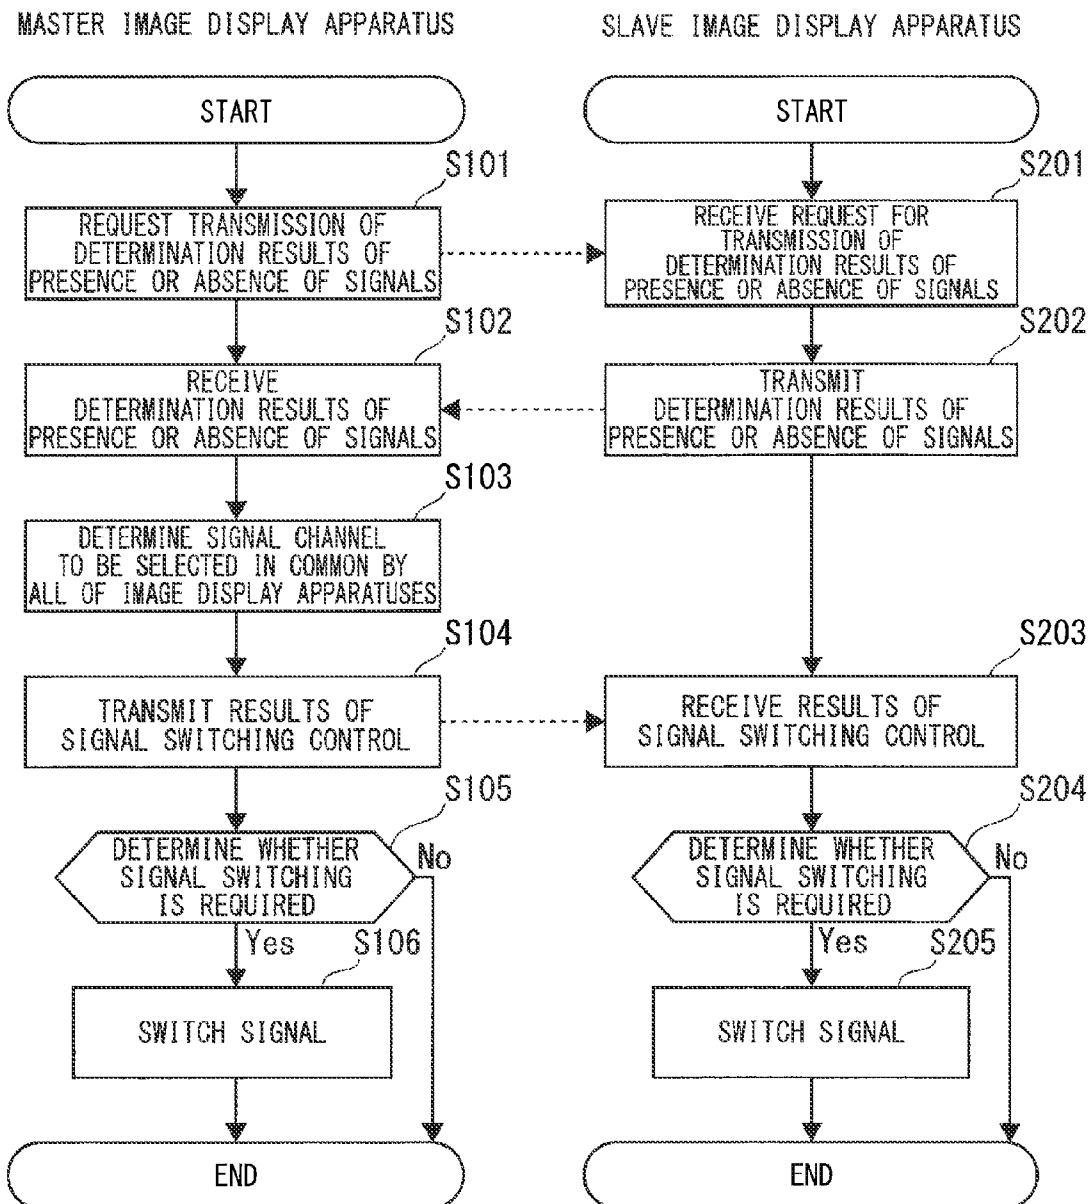 MASTER IMAGE DISPLAY APPARATUS
START
S101
REQUEST TRANSMISSION OF
DETERMINATION RESULTS OF
PRESENCE OR ABSENCE OF SIGNALS
S102
RECEIVE
DETERMINATION RESULTS OF
PRESENCE OR ABSENCE OF SIGNALS
S103
DETERMINE SIGNAL CHANNEL
TO BE SELECTED IN COMMON BY
ALL OF IMAGE DISPLAY APPARATUSES
S104
TRANSMIT RESULTS OF
SIGNAL SWITCHING CONTROL
S105
DETERMINE WHETHER
SIGNAL SWITCHING
IS REQUIRED
No
Yes
S106
SWITCH SIGNAL
END
SLAVE IMAGE DISPLAY APPARATUS
START
S201
RECEIVE REQUEST FOR
TRANSMISSION OF
DETERMINATION RESULTS OF
PRESENCE OR ABSENCE OF SIGNALS
S202
TRANSMIT
DETERMINATION RESULTS OF
PRESENCE OR ABSENCE OF SIGNALS
S203
RECEIVE RESULTS OF
SIGNAL SWITCHING CONTROL
S204
DETERMINE WHETHER
SIGNAL SWITCHING
IS REQUIRED
No
Yes
S205
SWITCH SIGNAL
END